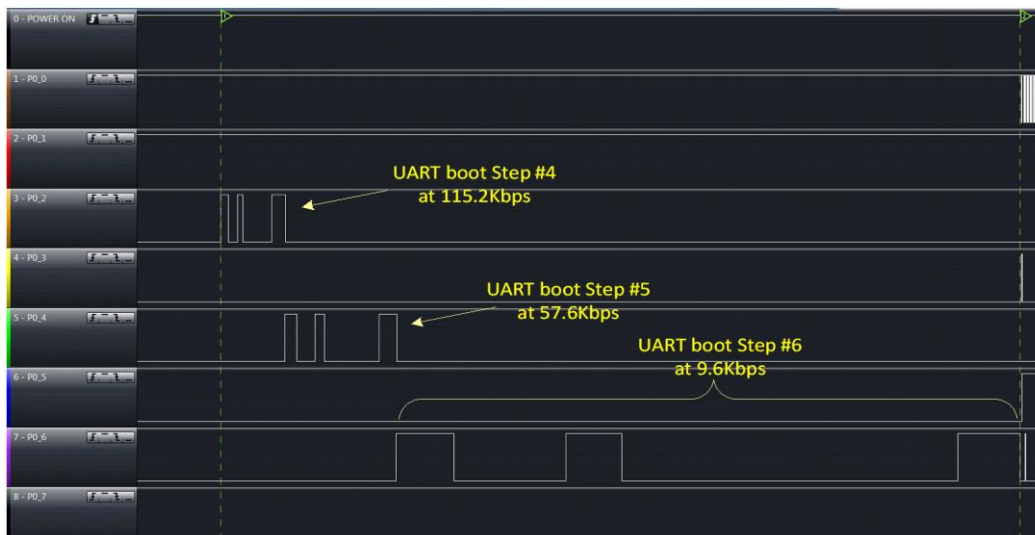 0 - POWER ON
1 - P0_0
2 - P0_1
UART boot Step #4
at 115.2Kbps
3 - P0_2
4 - P0_3
UART boot Step #5
at 57.6Kbps
5 - P0_4
UART boot Step #6
at 9.6Kbps
6 - P0_5
7 - P0_6
8 - P0_7